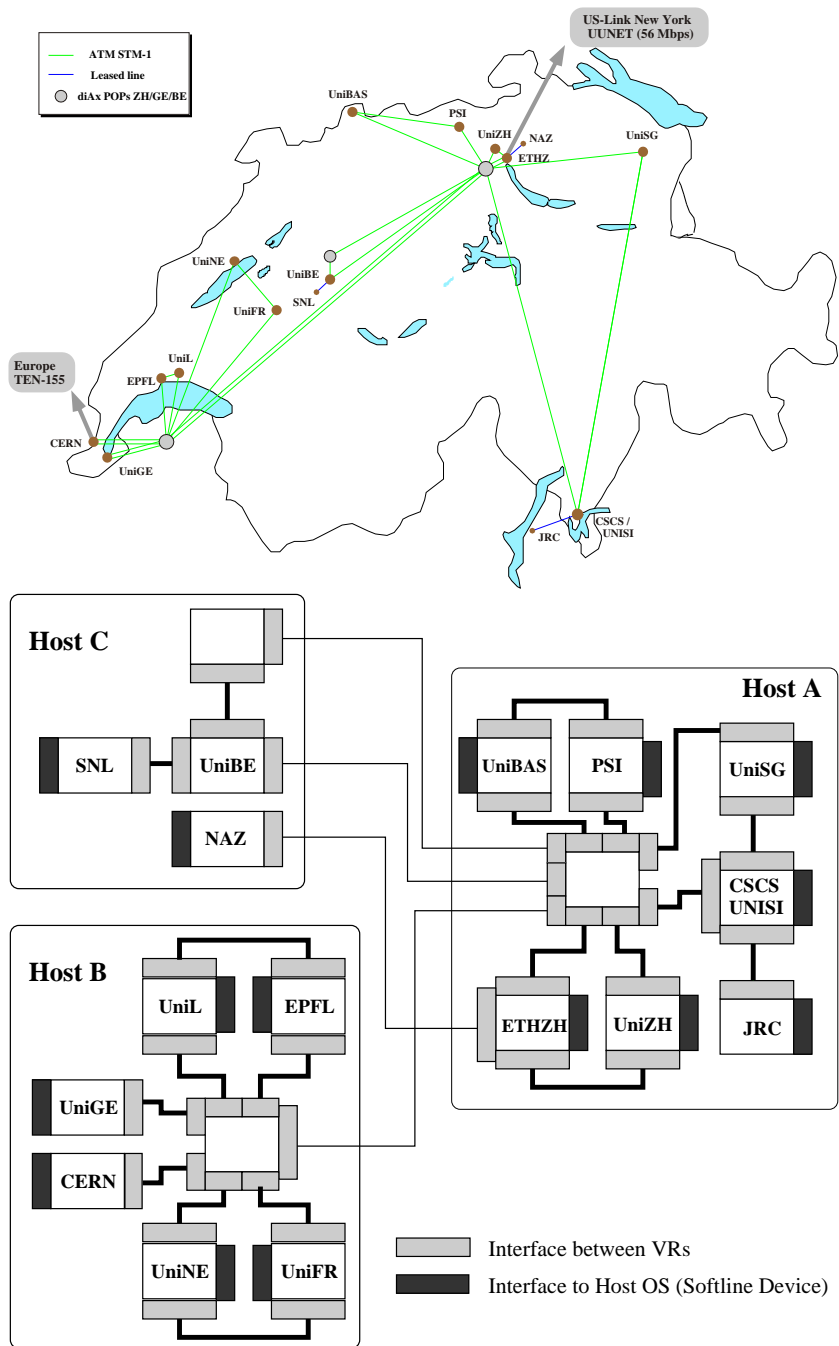 US-Link New York
UUNET (56 Mbps)
ATM STM-1
Leased line
diAx POPs ZH/GE/BE
UniBAS
PSI
UniZH
NAZ
ETHZ
UniSG
UniNE
UniBE
SNL
UniFR
UniL
EPFL
Europe
TEN-155
CERN
UniGE
CSCS /
UNISI
JRC
Host C
SNL
UniBE
NAZ
Host A
UniBAS
PSI
UniSG
CSCS
UNISI
ETHZH
UniZH
JRC
Host B
UniL
EPFL
UniGE
CERN
UniNE
UniFR
Interface between VRs
Interface to Host OS (Softline Device)